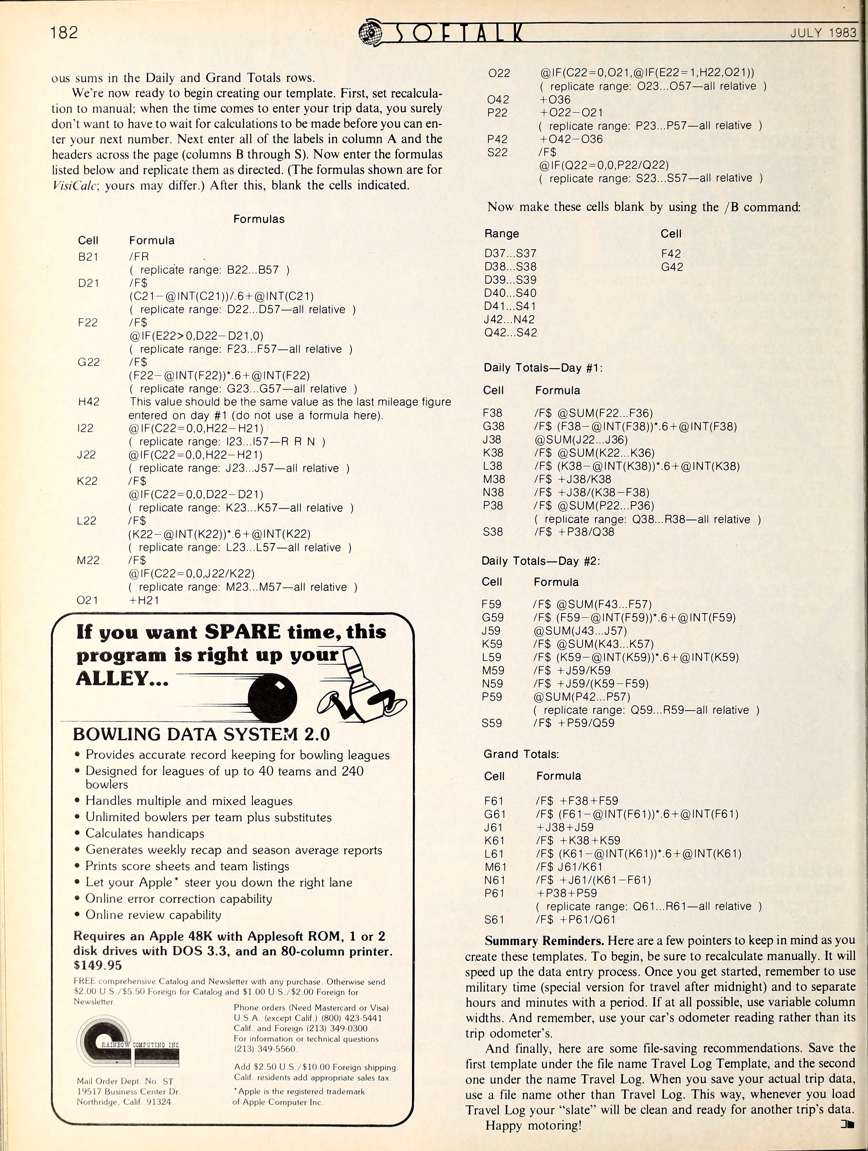 182
SOFTALK
JULY 1983
ous sums in the Daily and Grand Totals rows.
We're now ready to begin creating our template. First, set recalcula-
tion to manual; when the time comes to enter your trip data, you surely
don't want to have to wait for calculations to be made before you can en-
ter your next number. Next enter all of the labels in column A and the
headers across the page (columns B through S). Now enter the formulas
listed below and replicate them as directed. (The formulas shown are for
VisiCalc; yours may differ.) After this, blank the cells indicated.
Formulas
Cell Formula
B21 /FR
( replicate range: B22...B57 )
D21 /F$
(C21−@INT(C21))/.6+@INT(C21)
( replicate range: D22...D57—all relative )
F22 /F$
@IF(E22>0,D22−D21,0)
( replicate range: F23...F57—all relative )
G22 /F$
(F22−@INT(F22))*.6+@INT(F22)
( replicate range: G23...G57—all relative )
H42 This value should be the same value as the last mileage figure
entered on day #1 (do not use a formula here).
I22 @IF(C22=0,0,H22−H21)
( replicate range: I23...I57—R R N )
J22 @IF(C22=0,0,H22−H21)
( replicate range: J23...J57—all relative )
K22 /F$
@IF(C22=0,0,D22−D21)
( replicate range: K23...K57—all relative )
L22 /F$
(K22−@INT(K22))*.6+@INT(K22)
( replicate range: L23...L57—all relative )
M22 /F$
@IF(C22=0,0,J22/K22)
( replicate range: M23...M57—all relative )
O21 +H21
If you want SPARE time, this
program is right up your
ALLEY...
BOWLING DATA SYSTEM 2.0
• Provides accurate record keeping for bowling leagues
• Designed for leagues of up to 40 teams and 240
bowlers
• Handles multiple and mixed leagues
• Unlimited bowlers per team plus substitutes
• Calculates handicaps
• Generates weekly recap and season average reports
• Prints score sheets and team listings
• Let your Apple* steer you down the right lane
• Online error correction capability
• Online review capability
Requires an Apple 48K with Applesoft ROM, 1 or 2
disk drives with DOS 3.3, and an 80-column printer.
$149.95
FREE comprehensive Catalog and Newsletter with any purchase. Otherwise send
$2.00 U.S./$5.50 Foreign for Catalog and $1.00 U.S./$2.00 Foreign for
Newsletter.
RAINBOW COMPUTING INC.
Mail Order Dept. No. ST
19517 Business Center Dr.
Northridge, Calif. 91324
Phone orders (Need Mastercard or Visa)
U.S.A. (except Calif.) (800) 423-5441
Calif. and Foreign (213) 349-0300
For information or technical questions
(213) 349-5560.
Add $2.50 U.S./$10.00 Foreign shipping.
Calif. residents add appropriate sales tax.
*Apple is the registered trademark
of Apple Computer Inc.
O22 @IF(C22=0,O21,@IF(E22=1,H22,O21))
( replicate range: O23...O57—all relative )
O42 +O36
P22 +O22−O21
( replicate range: P23...P57—all relative )
P42 +O42−O36
S22 /F$
@IF(Q22=0,0,P22/Q22)
( replicate range: S23...S57—all relative )
Now make these cells blank by using the /B command:
Range Cell
D37...S37 F42
D38...S38 G42
D39...S39
D40...S40
D41...S41
J42...N42
Q42...S42
Daily Totals—Day #1:
Cell Formula
F38 /F$ @SUM(F22...F36)
G38 /F$ (F38−@INT(F38))*.6+@INT(F38)
J38 @SUM(J22...J36)
K38 /F$ @SUM(K22...K36)
L38 /F$ (K38−@INT(K38))*.6+@INT(K38)
M38 /F$ +J38/K38
N38 /F$ +J38/(K38−F38)
P38 /F$ @SUM(P22...P36)
( replicate range: Q38...R38—all relative )
S38 /F$ +P38/Q38
Daily Totals—Day #2:
Cell Formula
F59 /F$ @SUM(F43...F57)
G59 /F$ (F59−@INT(F59))*.6+@INT(F59)
J59 @SUM(J43...J57)
K59 /F$ @SUM(K43...K57)
L59 /F$ (K59−@INT(K59))*.6+@INT(K59)
M59 /F$ +J59/K59
N59 /F$ +J59/(K59−F59)
P59 @SUM(P42...P57)
( replicate range: Q59...R59—all relative )
S59 /F$ +P59/Q59
Grand Totals:
Cell Formula
F61 /F$ +F38+F59
G61 /F$ (F61−@INT(F61))*.6+@INT(F61)
J61 +J38+J59
K61 /F$ +K38+K59
L61 /F$ (K61−@INT(K61))*.6+@INT(K61)
M61 /F$ J61/K61
N61 /F$ +J61/(K61−F61)
P61 +P38+P59
( replicate range: Q61...R61—all relative )
S61 /F$ +P61/Q61
Summary Reminders. Here are a few pointers to keep in mind as you
create these templates. To begin, be sure to recalculate manually. It will
speed up the data entry process. Once you get started, remember to use
military time (special version for travel after midnight) and to separate
hours and minutes with a period. If at all possible, use variable column
widths. And remember, use your car's odometer reading rather than its
trip odometer's.
And finally, here are some file-saving recommendations. Save the
first template under the file name Travel Log Template, and the second
one under the name Travel Log. When you save your actual trip data,
use a file name other than Travel Log. This way, whenever you load
Travel Log your “slate” will be clean and ready for another trip's data.
Happy motoring!